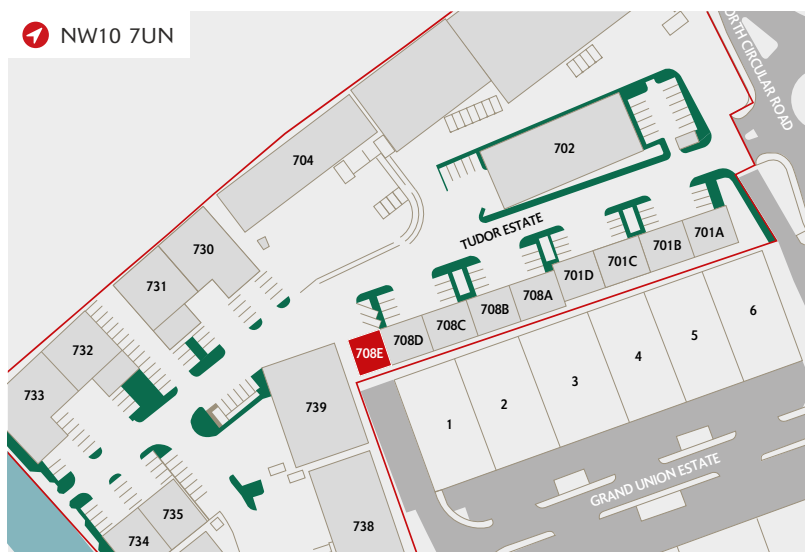 NW10 7UN
NORTH CIRCULAR ROAD
704
702
TUDOR ESTATE
730
731
732
733
701A
701B
701C
701D
708A
708B
708C
708D
708E
739
738
735
734
1
2
3
4
5
6
GRAND UNION ESTATE